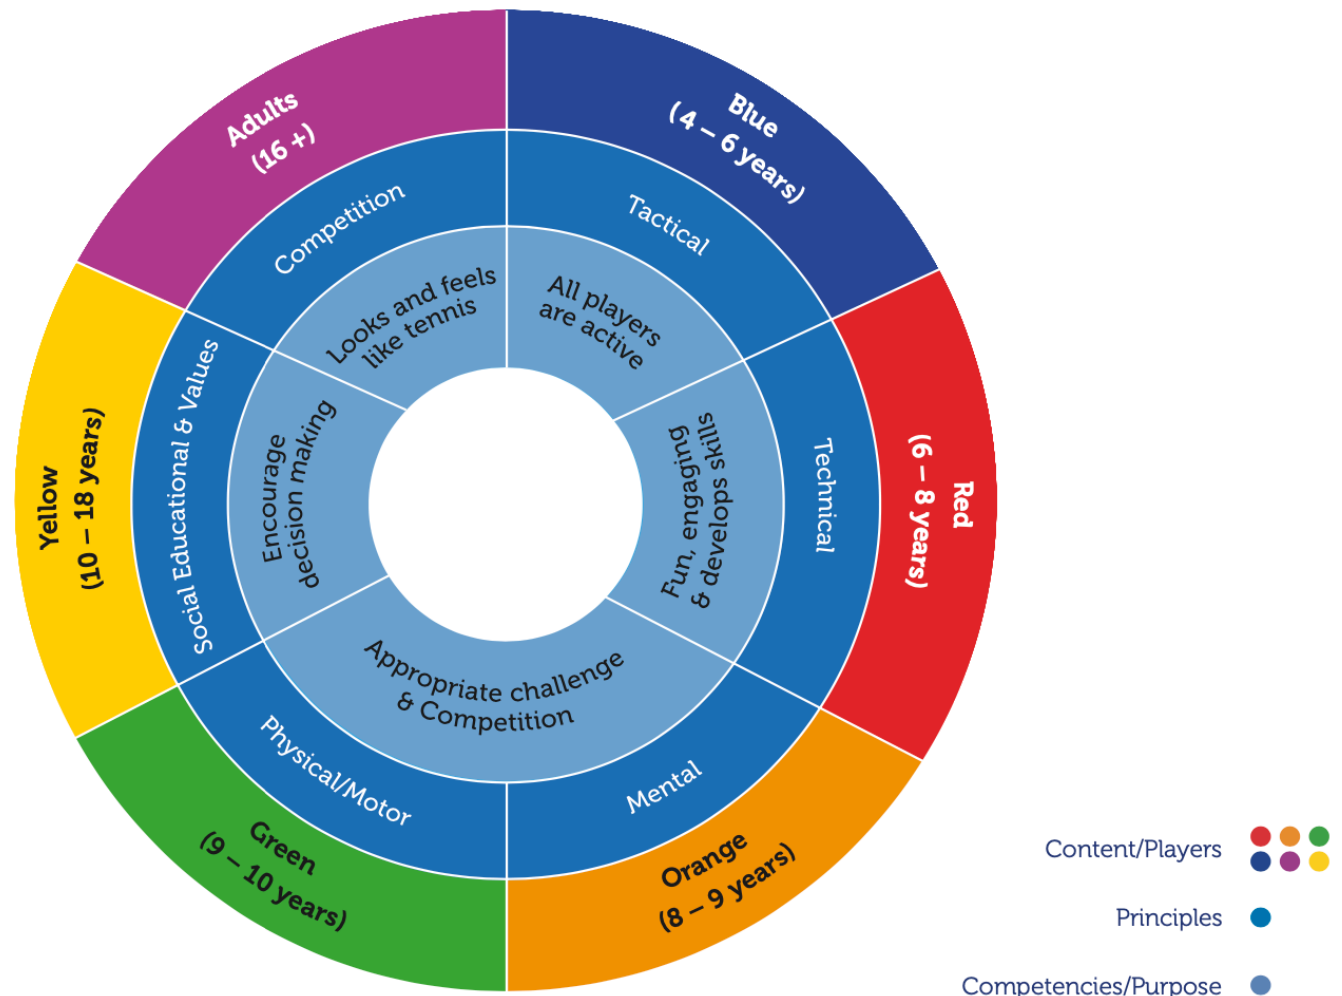 Adults
(16 +)
Blue
(4 – 6 years)
Red
(6 – 8 years)
Orange
(8 – 9 years)
Green
(9 – 10 years)
Yellow
(10 – 18 years)
Competition
Tactical
Technical
Mental
Physical/Motor
Social Educational & Values
Looks and feels
like tennis
All players
are active
Fun, engaging
& develops skills
Appropriate challenge
& Competition
Encourage
decision making
Content/Players
Principles
Competencies/Purpose